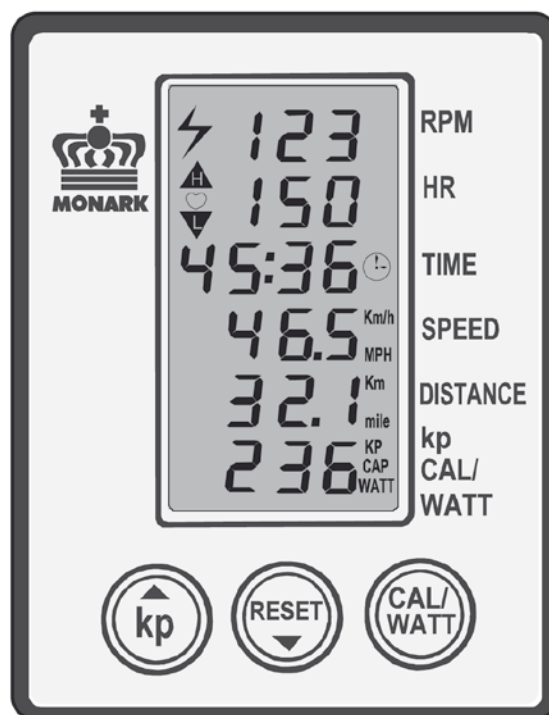 123 RPM
H
150 HR
L
MONARK
45:36 TIME
46.5 Km/h MPH SPEED
32.1 Km mile DISTANCE
236 KP CAP WATT
kp CAL/ WATT
kp
RESET
CAL/ WATT